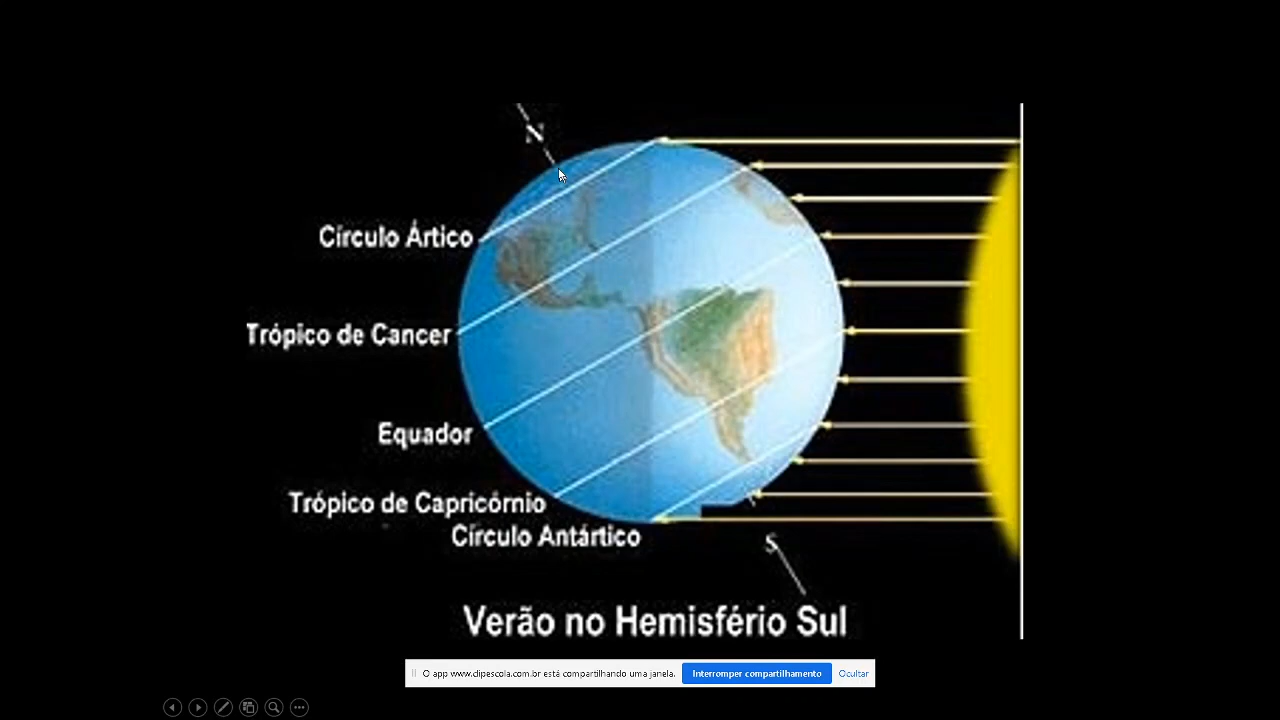 N
Círculo Ártico
Trópico de Cancer
Equador
Trópico de Capricórnio
Círculo Antártico
S
Verão no Hemisfério Sul
O app www.clipescola.com.br está compartilhando uma janela. Interromper compartilhamento Ocultar